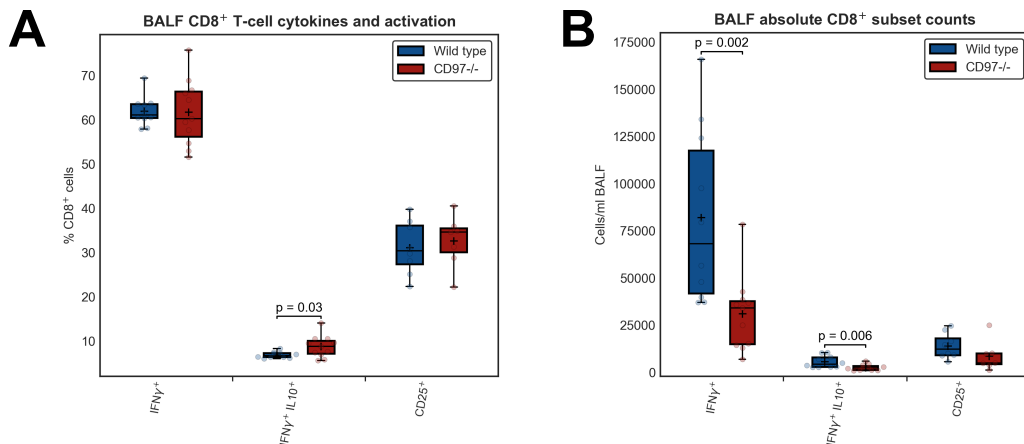 A
BALF CD8⁺ T-cell cytokines and activation
Wild type
CD97-/-
% CD8⁺ cells
70
60
50
40
30
20
10
p = 0.03
IFNγ⁺
IFNγ⁺ IL10⁺
CD25⁺
B
BALF absolute CD8⁺ subset counts
Wild type
CD97-/-
Cells/ml BALF
175000
150000
125000
100000
75000
50000
25000
0
p = 0.002
p = 0.006
IFNγ⁺
IFNγ⁺ IL10⁺
CD25⁺